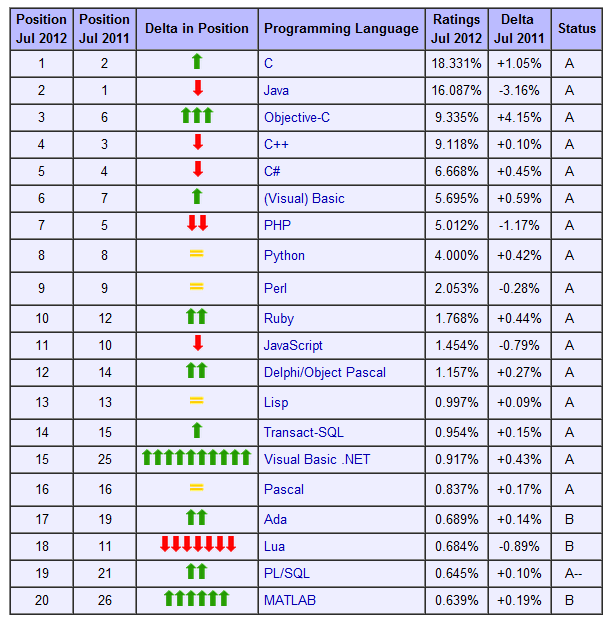 Position Jul 2012 Position Jul 2011 Delta in Position Programming Language Ratings Jul 2012 Delta Jul 2011 Status
1 2 C 18.331% +1.05% A
2 1 Java 16.087% -3.16% A
3 6 Objective-C 9.335% +4.15% A
4 3 C++ 9.118% +0.10% A
5 4 C# 6.668% +0.45% A
6 7 (Visual) Basic 5.695% +0.59% A
7 5 PHP 5.012% -1.17% A
8 8 = Python 4.000% +0.42% A
9 9 = Perl 2.053% -0.28% A
10 12 Ruby 1.768% +0.44% A
11 10 JavaScript 1.454% -0.79% A
12 14 Delphi/Object Pascal 1.157% +0.27% A
13 13 = Lisp 0.997% +0.09% A
14 15 Transact-SQL 0.954% +0.15% A
15 25 Visual Basic .NET 0.917% +0.43% A
16 16 = Pascal 0.837% +0.17% A
17 19 Ada 0.689% +0.14% B
18 11 Lua 0.684% -0.89% B
19 21 PL/SQL 0.645% +0.10% A--
20 26 MATLAB 0.639% +0.19% B